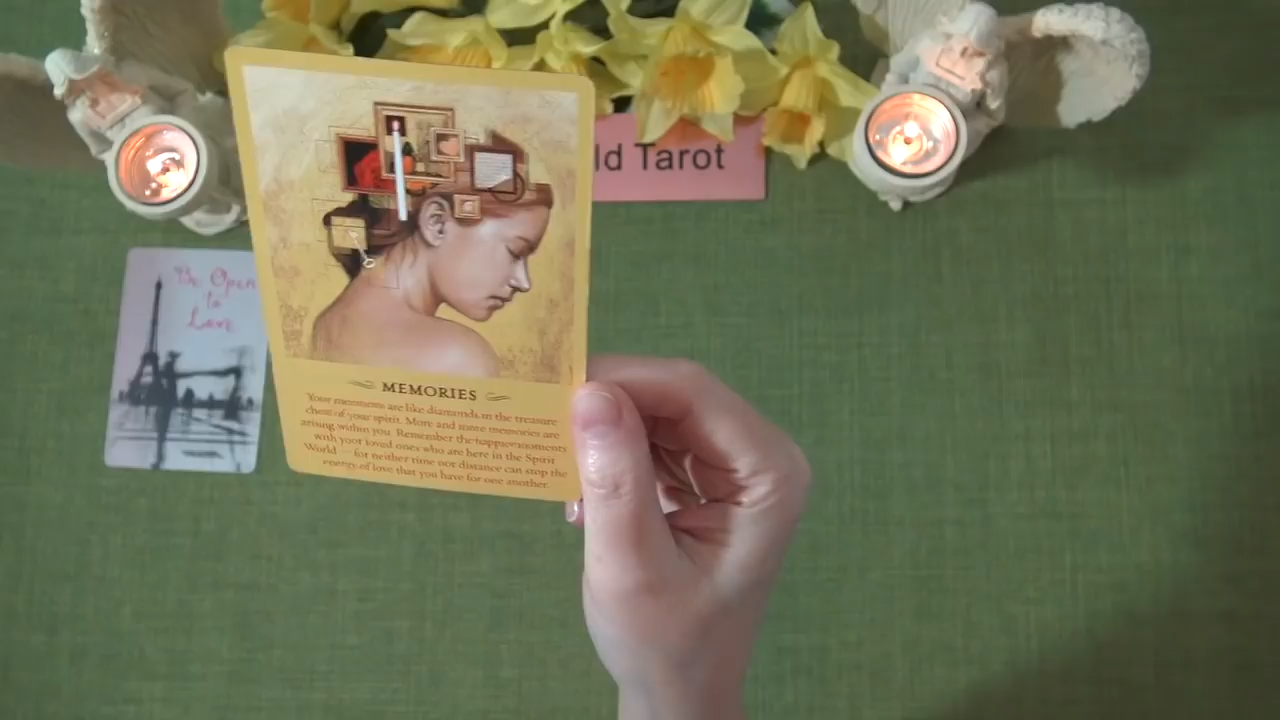 ld Tarot
Be Open
to
Love
MEMORIES
Your memories are like diamonds in the treasure
chest of your spirit. More and more memories are
arising within you. Remember the happy moments
with your loved ones who are here in the Spirit
World — for neither time nor distance can stop the
energy of love that you have for one another.